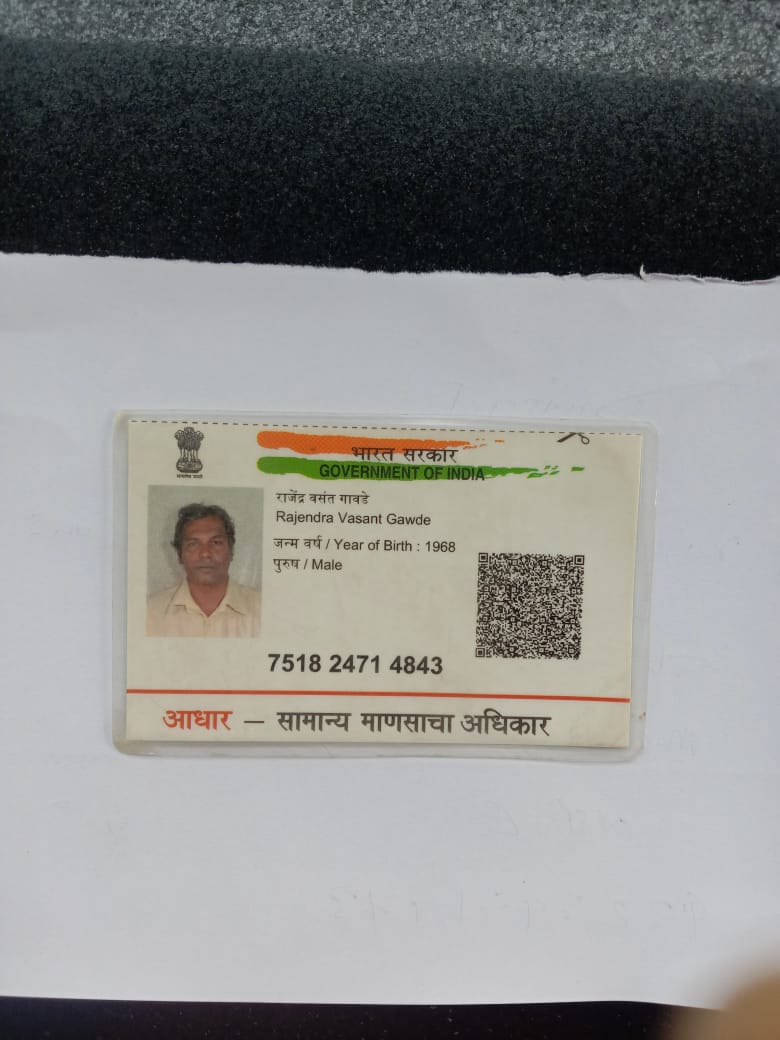 भारत सरकार
GOVERNMENT OF INDIA
राजेंद्र वसंत गावडे
Rajendra Vasant Gawde
जन्म वर्ष / Year of Birth : 1968
पुरुष / Male
7518 2471 4843
आधार — सामान्य माणसाचा अधिकार